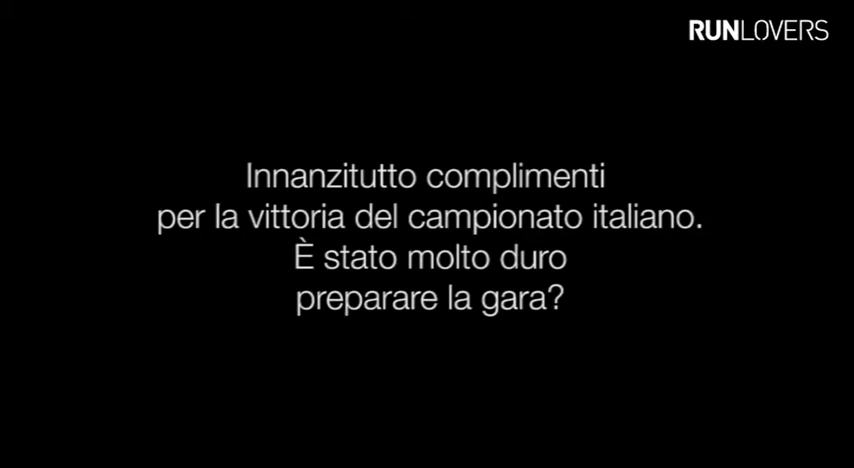 RUNLOVERS
Innanzitutto complimenti
per la vittoria del campionato italiano.
È stato molto duro
preparare la gara?